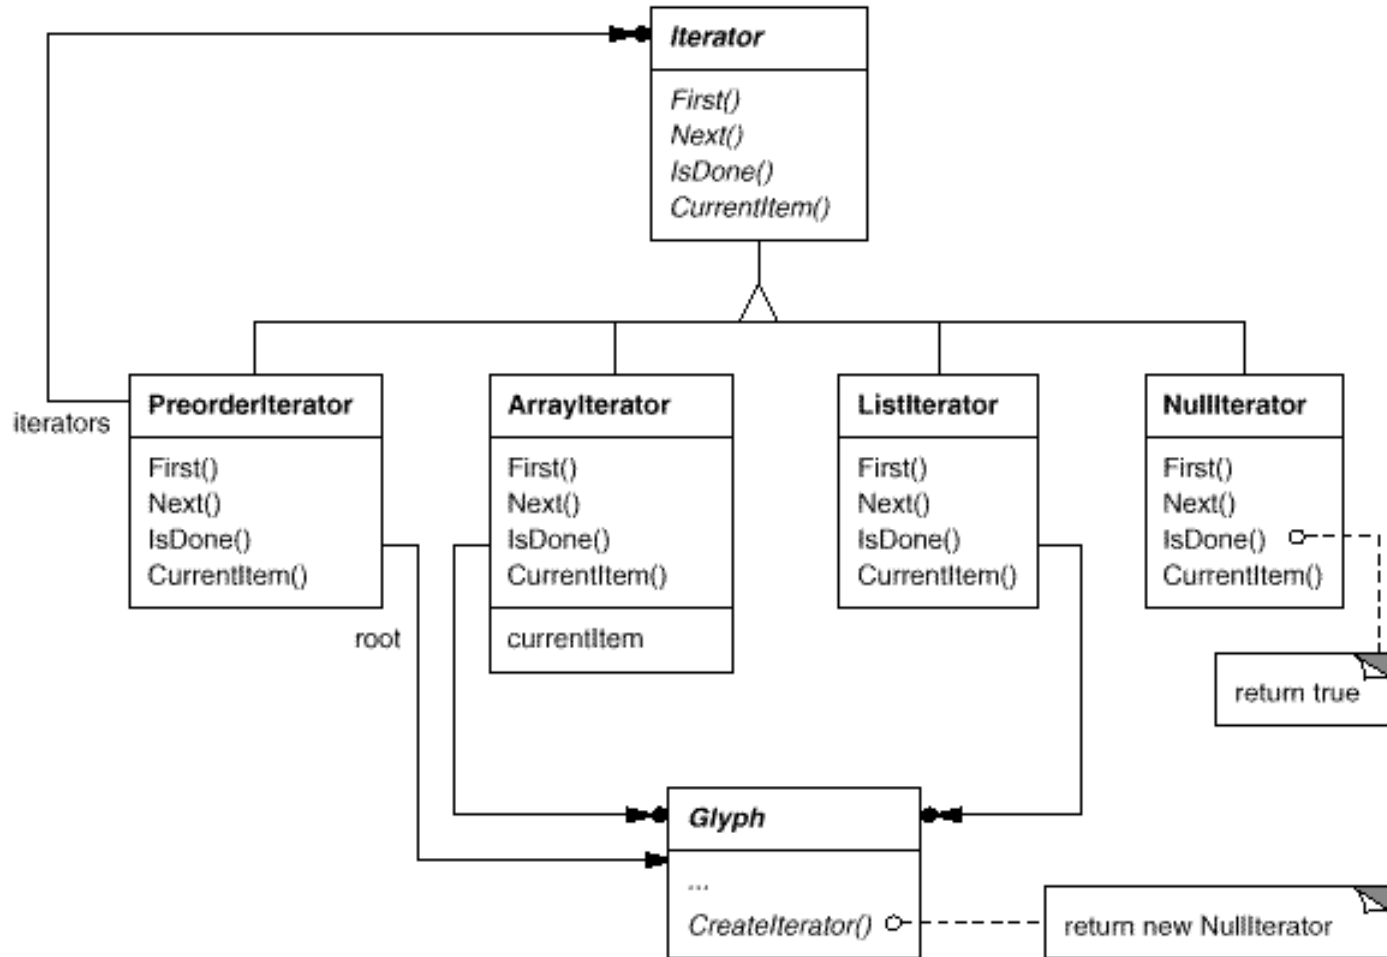 Iterator
First()
Next()
IsDone()
CurrentItem()
iterators
PreorderIterator
First()
Next()
IsDone()
CurrentItem()
root
ArrayIterator
First()
Next()
IsDone()
CurrentItem()
currentItem
ListIterator
First()
Next()
IsDone()
CurrentItem()
NullIterator
First()
Next()
IsDone()
CurrentItem()
return true
Glyph
...
CreateIterator()
return new NullIterator